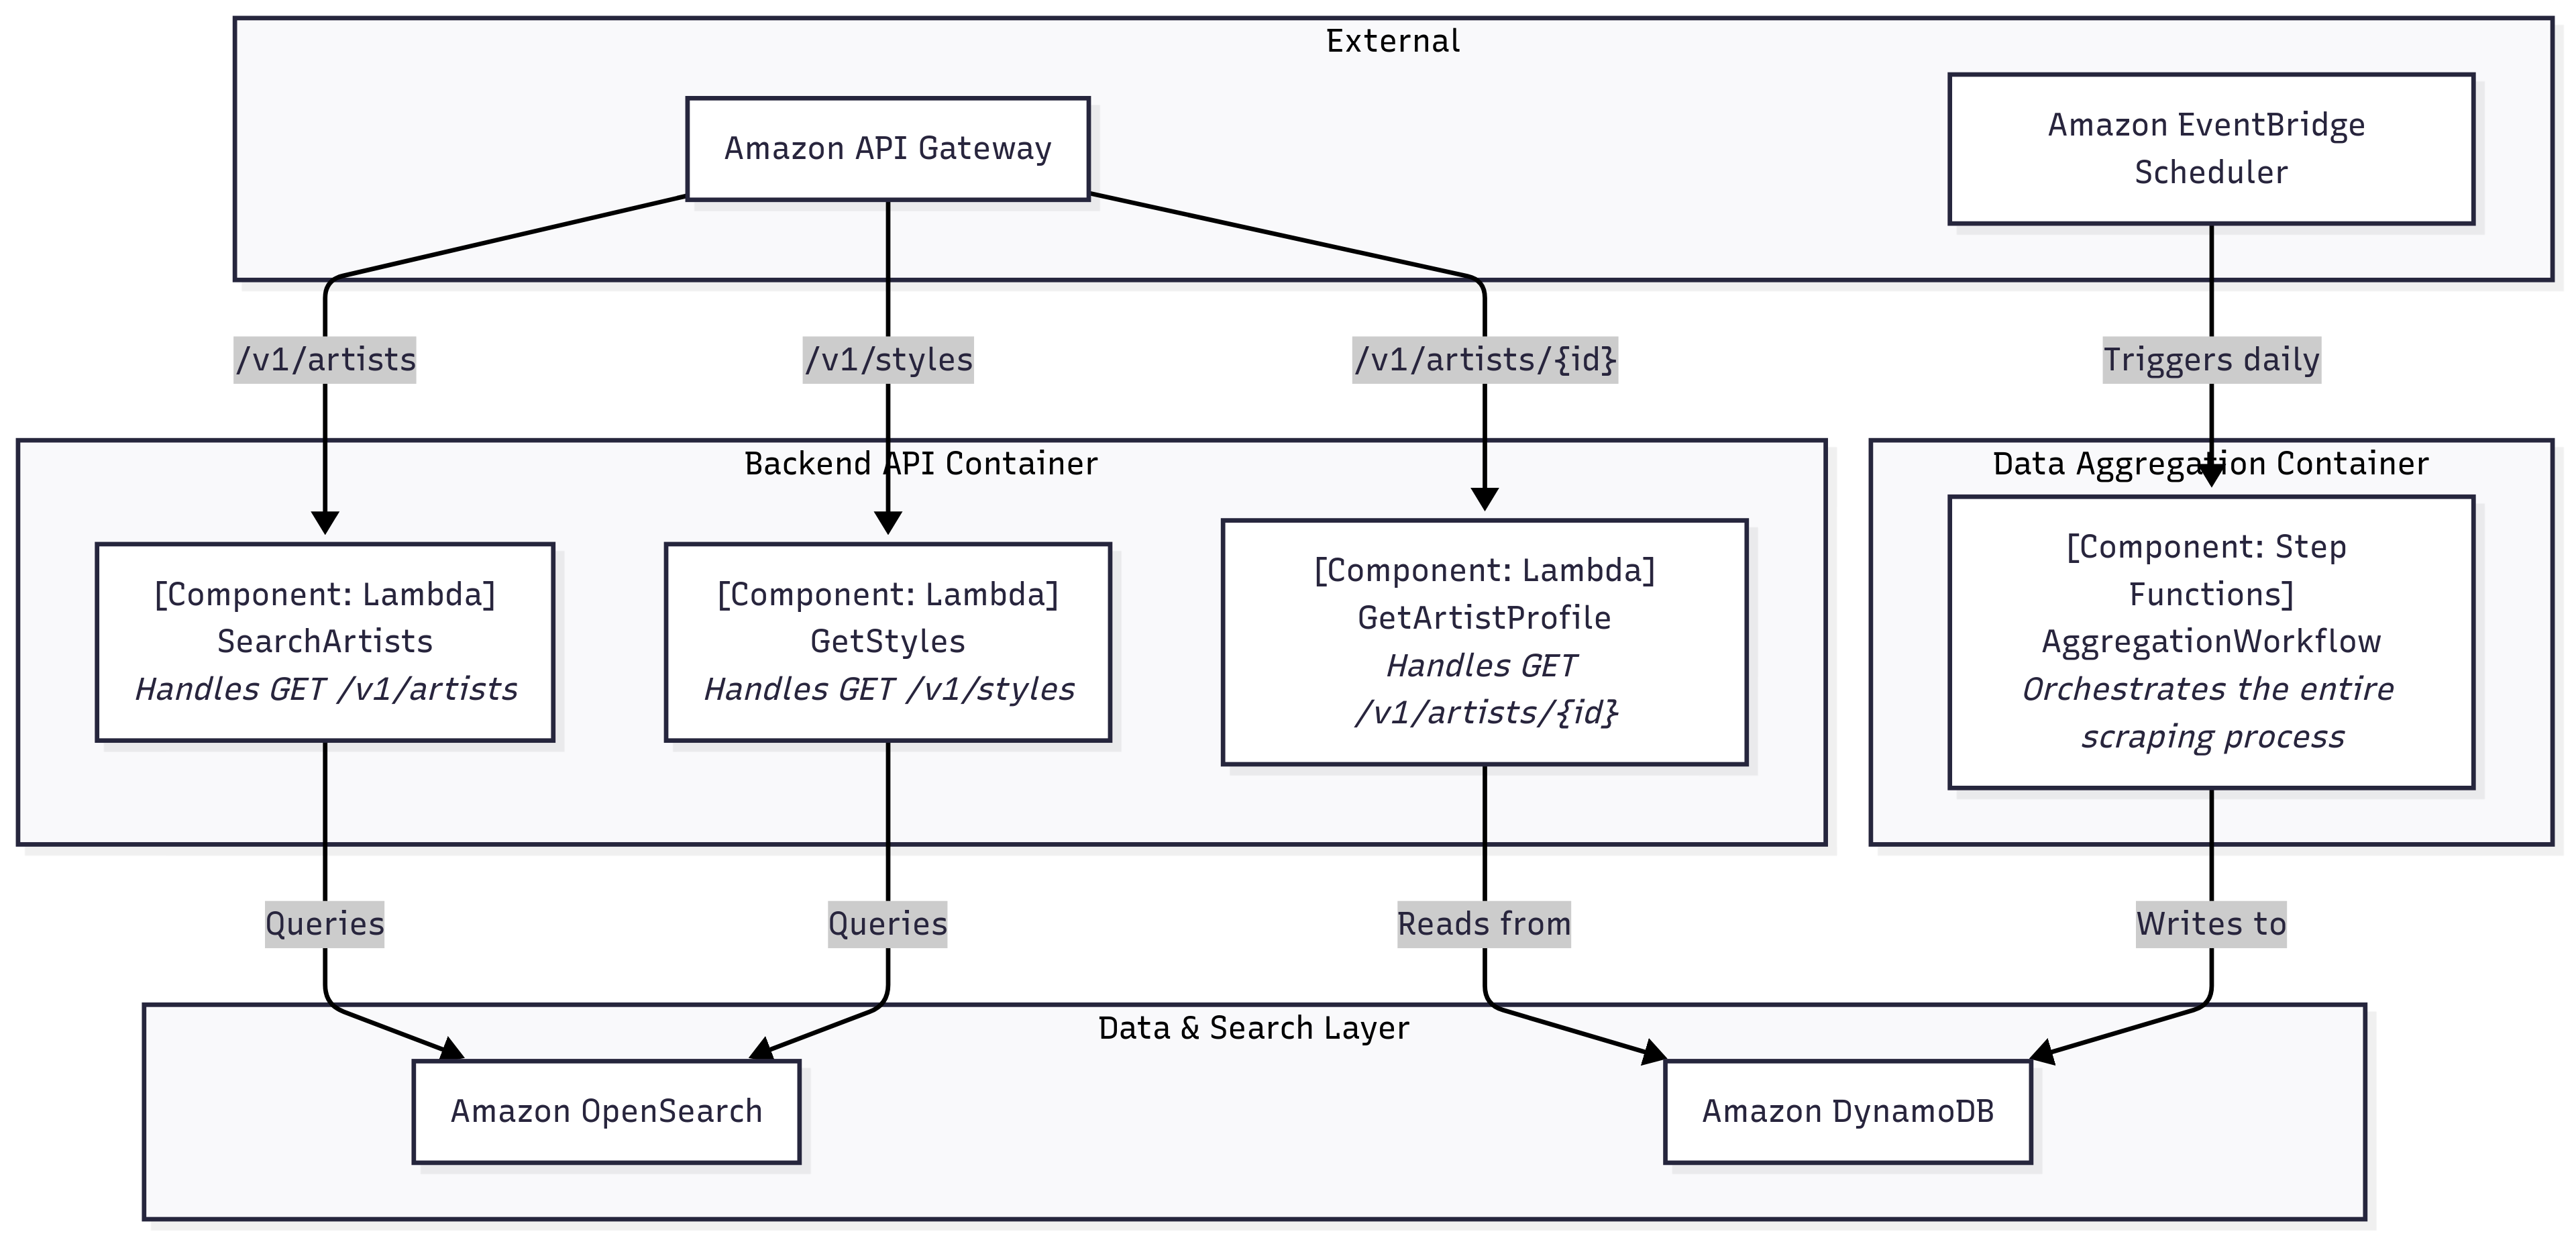 External
Amazon API Gateway
Amazon EventBridge
Scheduler
/v1/artists
/v1/styles
/v1/artists/{id}
Triggers daily
Backend API Container
Data Aggregation Container
[Component: Lambda]
SearchArtists
Handles GET /v1/artists
[Component: Lambda]
GetStyles
Handles GET /v1/styles
[Component: Lambda]
GetArtistProfile
Handles GET
/v1/artists/{id}
[Component: Step
Functions]
AggregationWorkflow
Orchestrates the entire
scraping process
Queries
Queries
Reads from
Writes to
Data & Search Layer
Amazon OpenSearch
Amazon DynamoDB